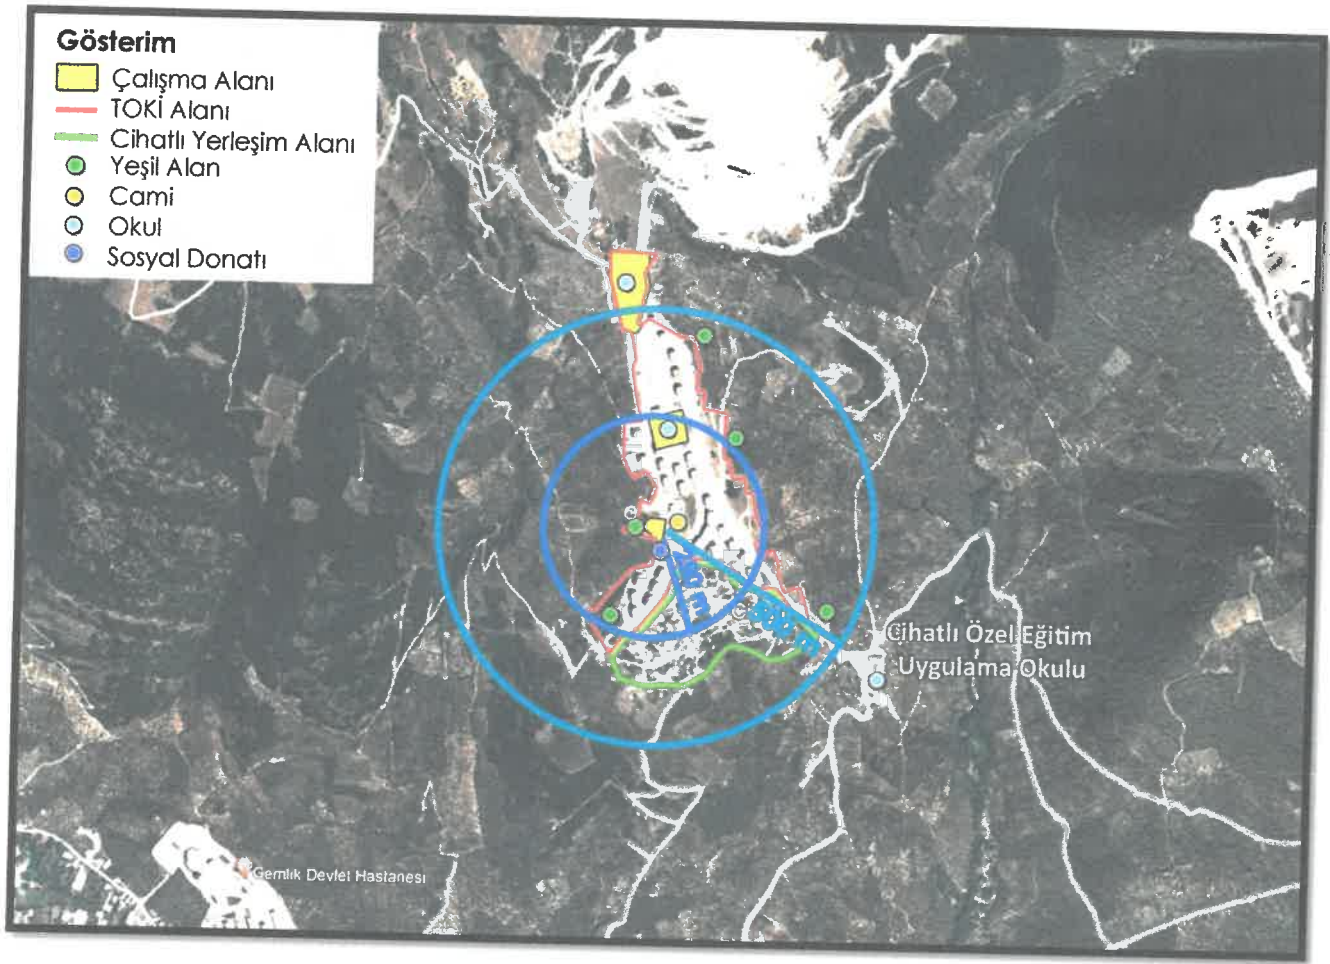 Gösterim
Çalışma Alanı
TOKİ Alanı
Cihatlı Yerleşim Alanı
Yeşil Alan
Cami
Okul
Sosyal Donatı
500 m
Cihatlı Özel Eğitim
Uygulama Okulu
Gemlik Devlet Hastanesi